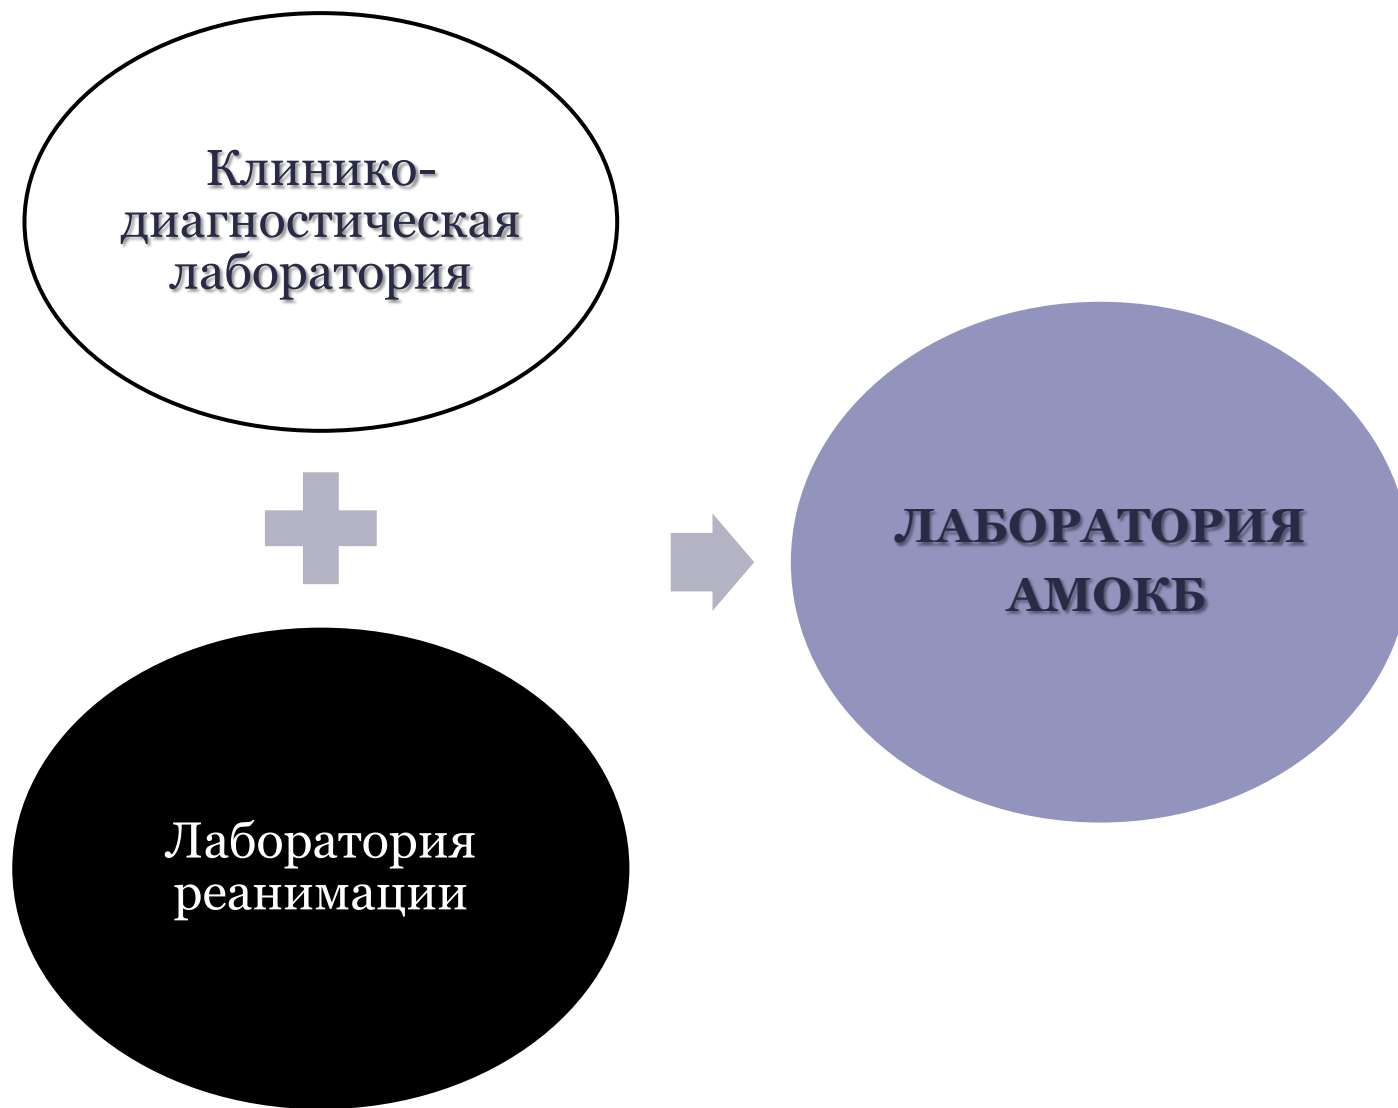 Клинико-
диагностическая
лаборатория
Лаборатория
реанимации
ЛАБОРАТОРИЯ
АМОКБ